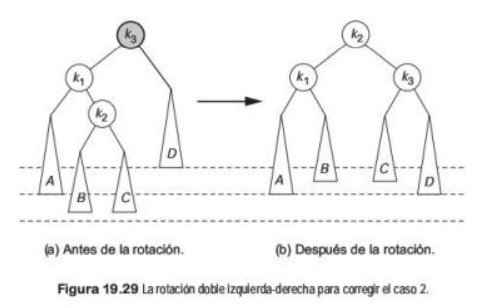 k3
k2
k1
k1
k3
k2
D
A
B
C
A
B
C
D
(a) Antes de la rotación.
(b) Después de la rotación.
Figura 19.29 La rotación doble izquierda-derecha para corregir el caso 2.